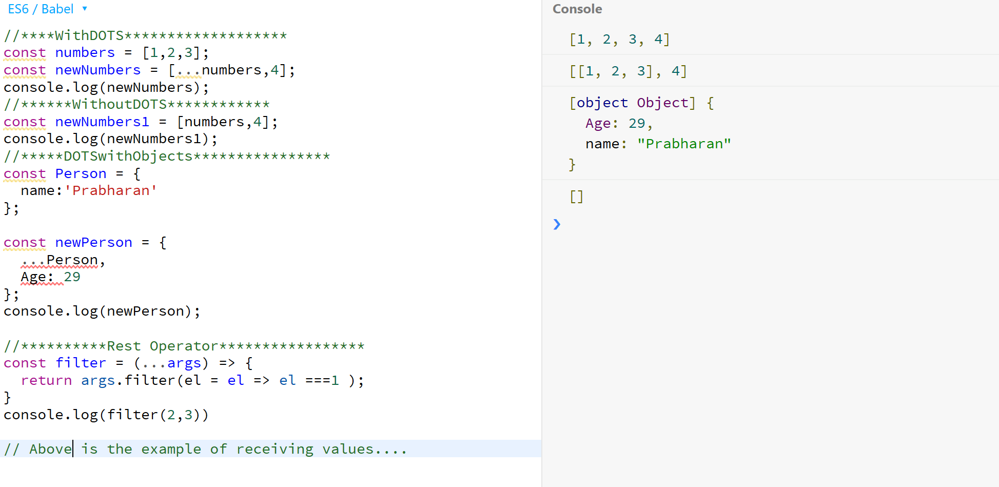 ES6 / Babel ▼
//****WithDOTS*******************
const numbers = [1,2,3];
const newNumbers = [...numbers,4];
console.log(newNumbers);
//******WithoutDOTS************
const newNumbers1 = [numbers,4];
console.log(newNumbers1);
//*****DOTSwithObjects****************
const Person = {
  name:'Prabharan'
};
const newPerson = {
  ...Person,
  Age: 29
};
console.log(newPerson);
//**********Rest Operator*****************
const filter = (...args) => {
  return args.filter(el = el => el ===1 );
}
console.log(filter(2,3))
// Above is the example of receiving values....
Console
[1, 2, 3, 4]
[[1, 2, 3], 4]
[object Object] {
  Age: 29,
  name: "Prabharan"
}
[]
❯